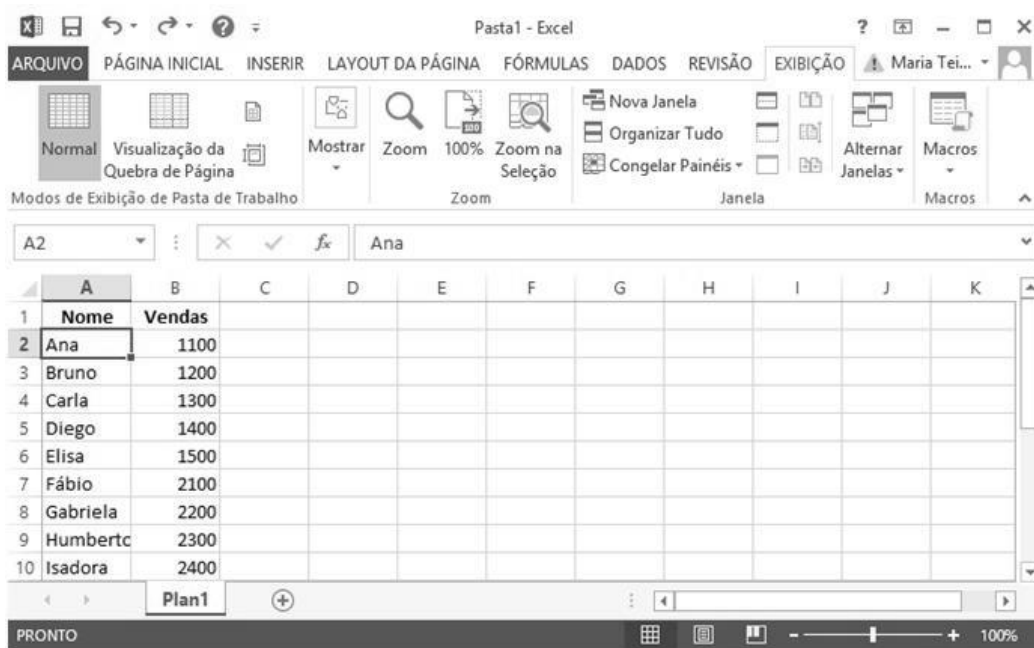 Pasta1 - Excel
ARQUIVO PÁGINA INICIAL INSERIR LAYOUT DA PÁGINA FÓRMULAS DADOS REVISÃO EXIBIÇÃO Maria Tei...
Normal
Visualização da
Quebra de Página
Mostrar
Zoom
100%
Zoom na
Seleção
Nova Janela
Organizar Tudo
Congelar Painéis
Alternar
Janelas
Macros
Modos de Exibição de Pasta de Trabalho Zoom Janela Macros
A2 fx Ana
A B C D E F G H I J K
1 Nome Vendas
2 Ana 1100
3 Bruno 1200
4 Carla 1300
5 Diego 1400
6 Elisa 1500
7 Fábio 2100
8 Gabriela 2200
9 Humberto 2300
10 Isadora 2400
Plan1
PRONTO 100%